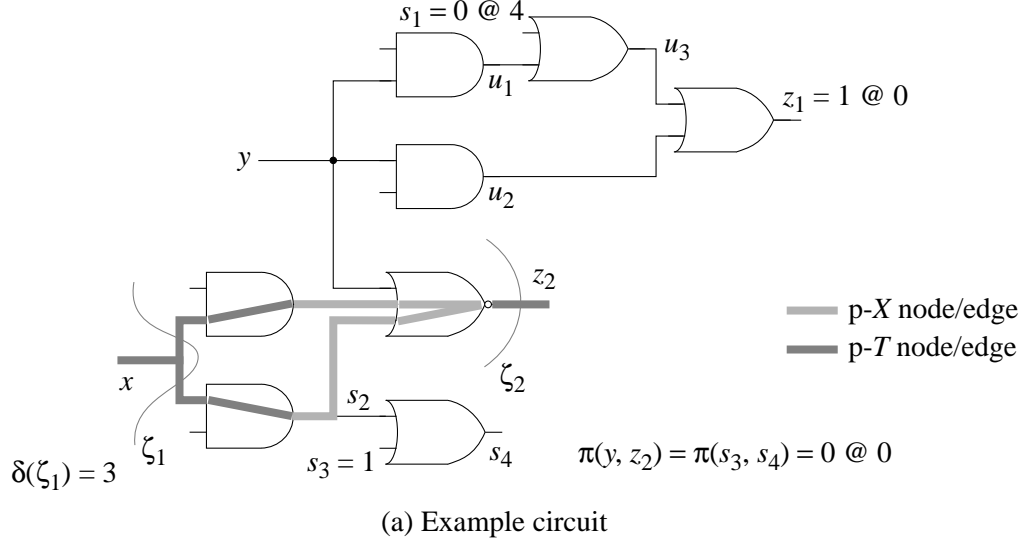 s₁ = 0 @ 4
u₁
u₃
z₁ = 1 @ 0
y
u₂
z₂
p-X node/edge
p-T node/edge
x
ζ₂
s₂
ζ₁
δ(ζ₁) = 3
s₃ = 1
s₄
π(y, z₂) = π(s₃, s₄) = 0 @ 0
(a) Example circuit